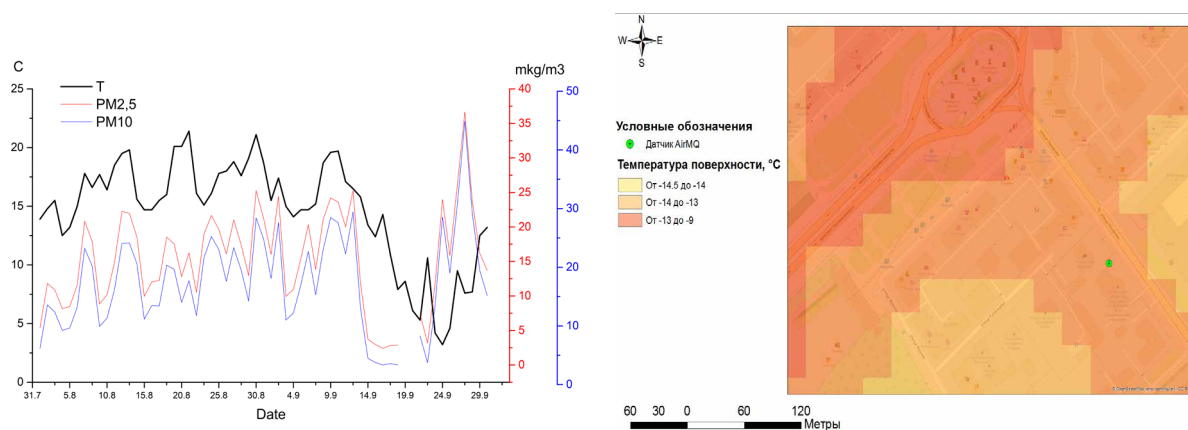 C
mkg/m3
T
PM2,5
PM10
25
20
15
10
5
0
40
35
30
25
20
15
10
5
0
50
40
30
20
10
0
31.7 5.8 10.8 15.8 20.8 25.8 30.8 4.9 9.9 14.9 19.9 24.9 29.9
Date
N
W E
S
Условные обозначения
Датчик AirMQ
Температура поверхности, °C
От -14.5 до -14
От -14 до -13
От -13 до -9
60 30 0 60 120
Метры